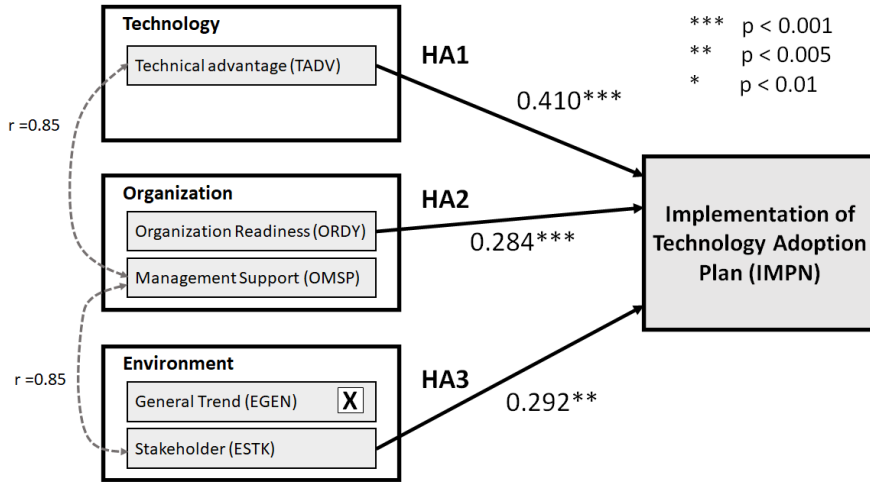 Technology
Technical advantage (TADV)
HA1
0.410***
*** p < 0.001
** p < 0.005
* p < 0.01
r =0.85
Organization
Organization Readiness (ORDY)
Management Support (OMSP)
HA2
0.284***
Implementation of
Technology Adoption
Plan (IMPN)
r =0.85
Environment
General Trend (EGEN)
X
Stakeholder (ESTK)
HA3
0.292**